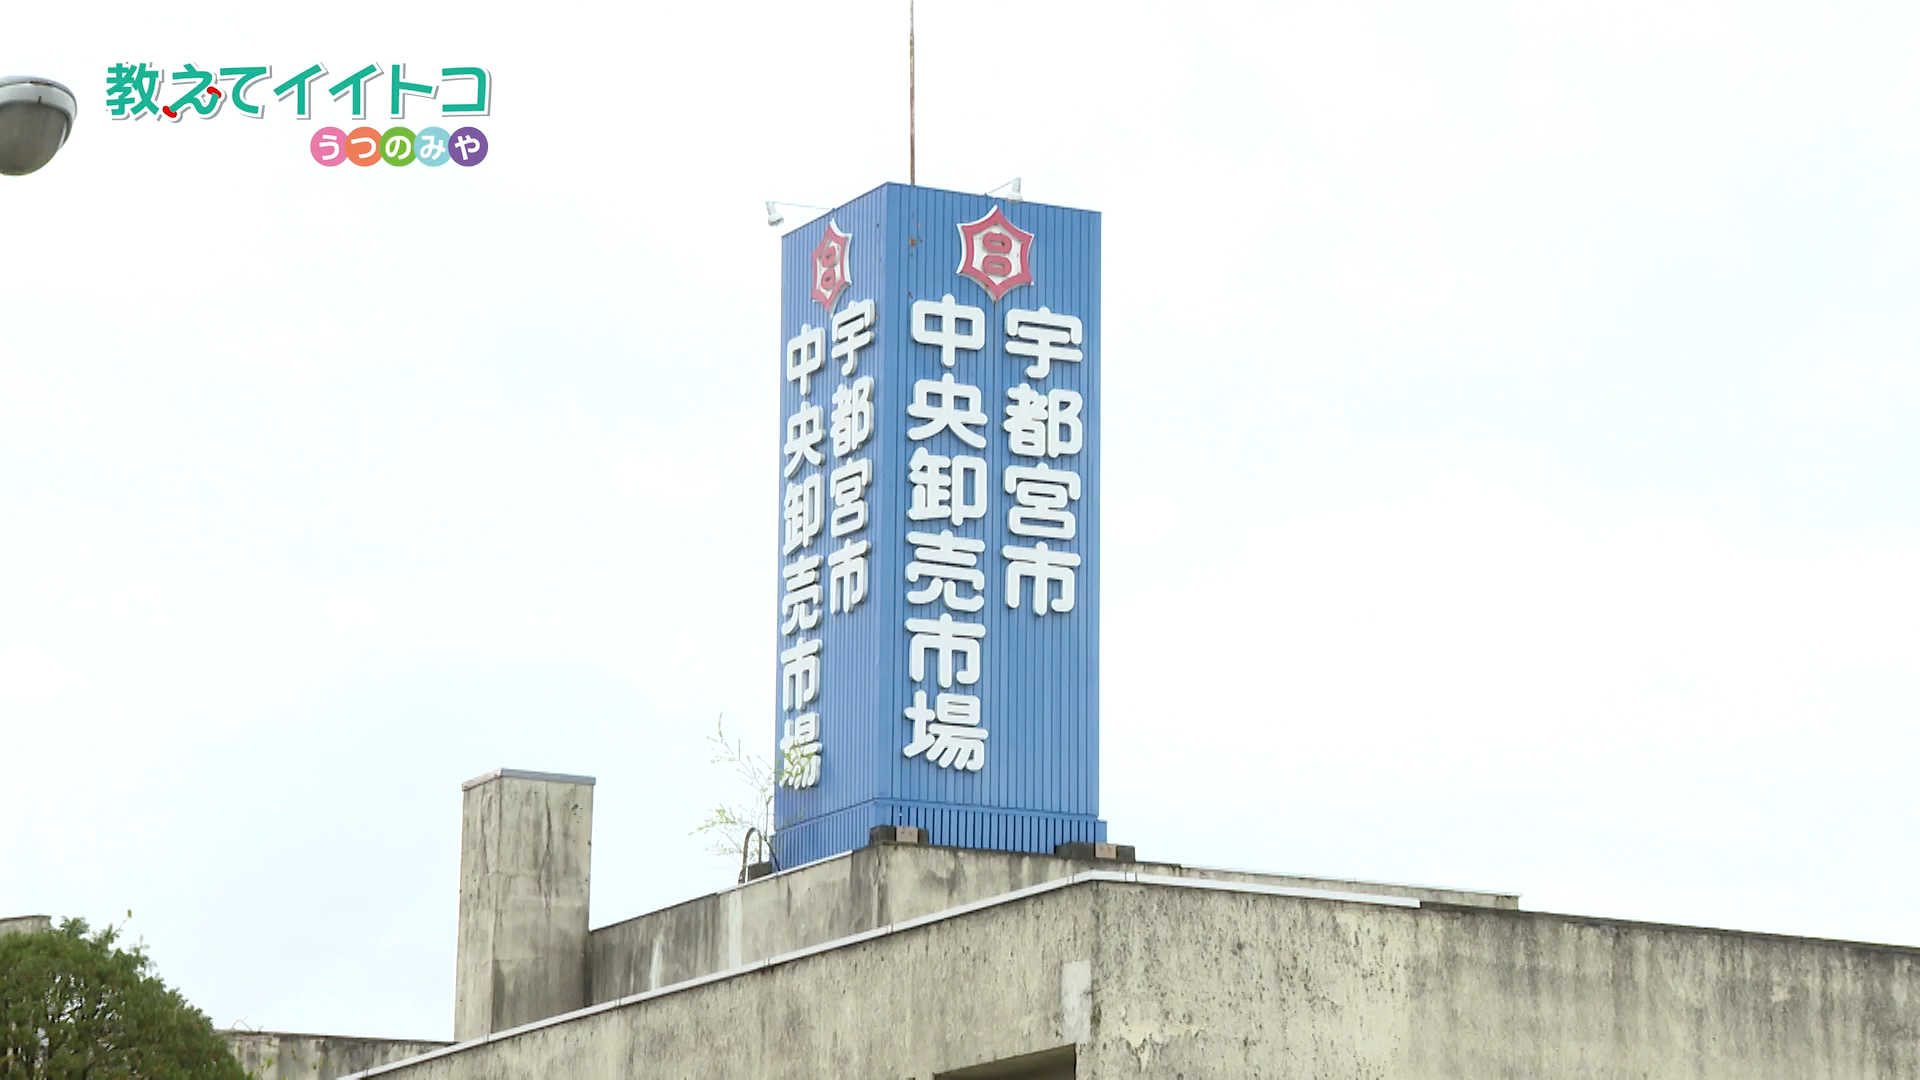 教えてイイトコ
うつのみや
宇都宮市
中央卸売市場
宇都宮市
中央卸売市場